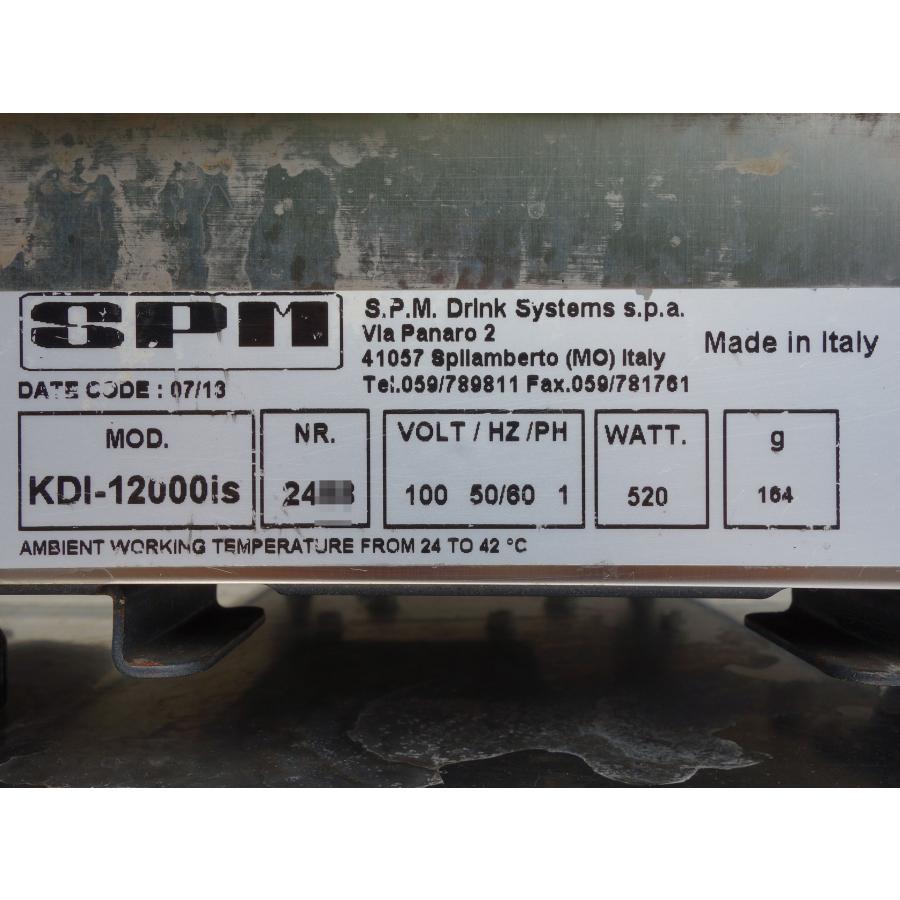 SPM
S.P.M. Drink Systems s.p.a.
Via Panaro 2
41057 Spilamberto (MO) Italy
Tel.059/789811 Fax.059/781761
Made in Italy
DATE CODE : 07/13
MOD.
KDI-12000is
NR.
24
VOLT / HZ /PH
100 50/60 1
WATT.
520
g
164
AMBIENT WORKING TEMPERATURE FROM 24 TO 42 °C